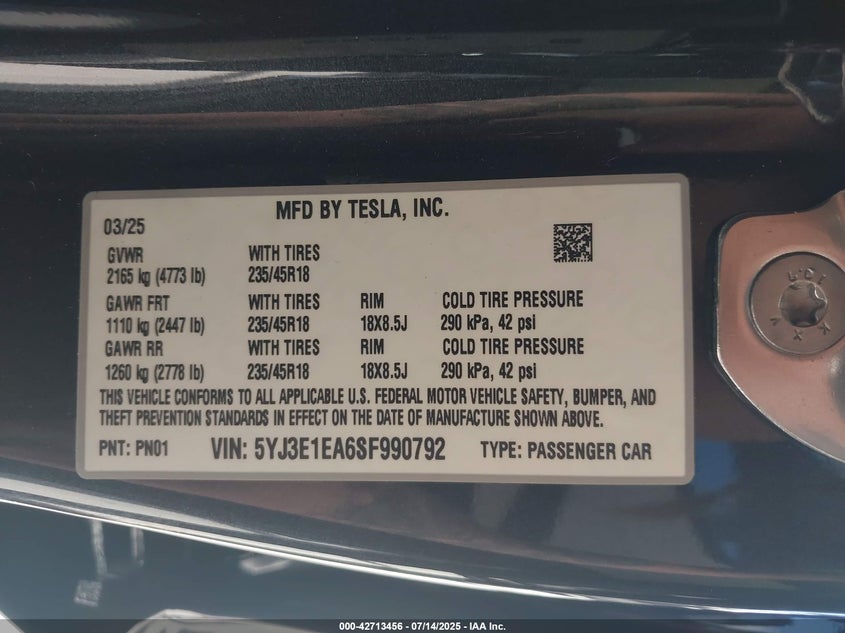 MFD BY TESLA, INC.
03/25
GVWR WITH TIRES
2165 kg (4773 lb) 235/45R18
GAWR FRT WITH TIRES RIM COLD TIRE PRESSURE
1110 kg (2447 lb) 235/45R18 18X8.5J 290 kPa, 42 psi
GAWR RR WITH TIRES RIM COLD TIRE PRESSURE
1260 kg (2778 lb) 235/45R18 18X8.5J 290 kPa, 42 psi
THIS VEHICLE CONFORMS TO ALL APPLICABLE U.S. FEDERAL MOTOR VEHICLE SAFETY, BUMPER, AND
THEFT PREVENTION STANDARDS IN EFFECT ON THE DATE OF MANUFACTURE SHOWN ABOVE.
PNT: PN01 VIN: 5YJ3E1EA6SF990792 TYPE: PASSENGER CAR
000-42713456 - 07/14/2025 - IAA Inc.